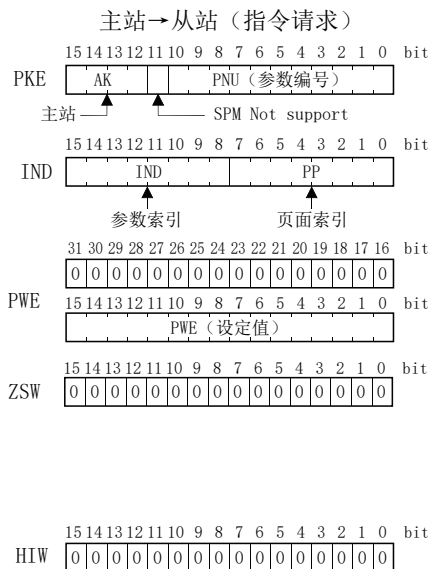 主站→从站（指令请求）
15 14 13 12 11 10 9 8 7 6 5 4 3 2 1 0 bit
PKE AK PNU（参数编号）
主站 SPM Not support
15 14 13 12 11 10 9 8 7 6 5 4 3 2 1 0 bit
IND IND PP
参数索引 页面索引
31 30 29 28 27 26 25 24 23 22 21 20 19 18 17 16 bit
0 0 0 0 0 0 0 0 0 0 0 0 0 0 0 0
PWE 15 14 13 12 11 10 9 8 7 6 5 4 3 2 1 0 bit
PWE（设定值）
15 14 13 12 11 10 9 8 7 6 5 4 3 2 1 0 bit
ZSW 0 0 0 0 0 0 0 0 0 0 0 0 0 0 0 0
15 14 13 12 11 10 9 8 7 6 5 4 3 2 1 0 bit
HIW 0 0 0 0 0 0 0 0 0 0 0 0 0 0 0 0